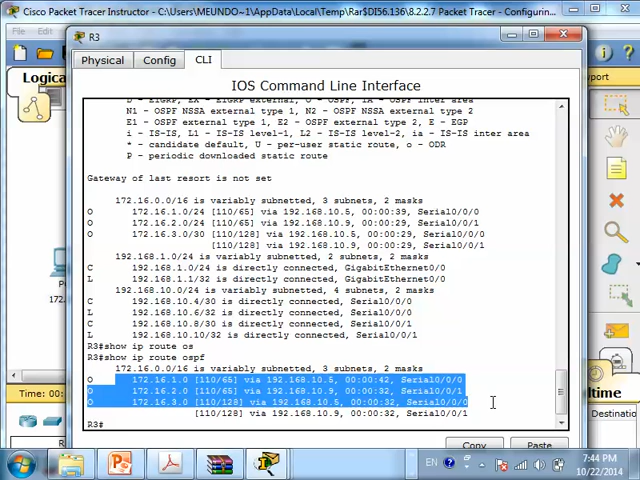 Cisco Packet Tracer Instructor - C:\Users\MEUNDO~1\AppData\Local\Temp\Rar$DI56.136\8.2.2.7 Packet Tracer - Configurin...
File
R3
Physical
Config
CLI
Logica
port
IOS Command Line Interface
N1 - OSPF NSSA external type 1, N2 - OSPF NSSA external type 2
E1 - OSPF external type 1, E2 - OSPF external type 2, E - EGP
i - IS-IS, L1 - IS-IS level-1, L2 - IS-IS level-2, ia - IS-IS inter area
* - candidate default, U - per-user static route, o - ODR
P - periodic downloaded static route
Gateway of last resort is not set
172.16.0.0/16 is variably subnetted, 3 subnets, 2 masks
O 172.16.1.0/24 [110/65] via 192.168.10.5, 00:00:39, Serial0/0/0
O 172.16.2.0/24 [110/65] via 192.168.10.9, 00:00:29, Serial0/0/1
O 172.16.3.0/30 [110/128] via 192.168.10.5, 00:00:29, Serial0/0/0
[110/128] via 192.168.10.9, 00:00:29, Serial0/0/1
192.168.1.0/24 is variably subnetted, 2 subnets, 2 masks
C 192.168.1.0/24 is directly connected, GigabitEthernet0/0
L 192.168.1.1/32 is directly connected, GigabitEthernet0/0
192.168.10.0/24 is variably subnetted, 4 subnets, 2 masks
C 192.168.10.4/30 is directly connected, Serial0/0/0
L 192.168.10.6/32 is directly connected, Serial0/0/0
C 192.168.10.8/30 is directly connected, Serial0/0/1
L 192.168.10.10/32 is directly connected, Serial0/0/1
R3#show ip route os
R3#show ip route ospf
172.16.0.0/16 is variably subnetted, 3 subnets, 2 masks
O 172.16.1.0 [110/65] via 192.168.10.5, 00:00:42, Serial0/0/0
O 172.16.2.0 [110/65] via 192.168.10.9, 00:00:32, Serial0/0/1
O 172.16.3.0 [110/128] via 192.168.10.5, 00:00:32, Serial0/0/0
[110/128] via 192.168.10.9, 00:00:32, Serial0/0/1
R3#
Copy
Paste
172.
Time: 00:
Destinatio
EN
7:44 PM
10/22/2014